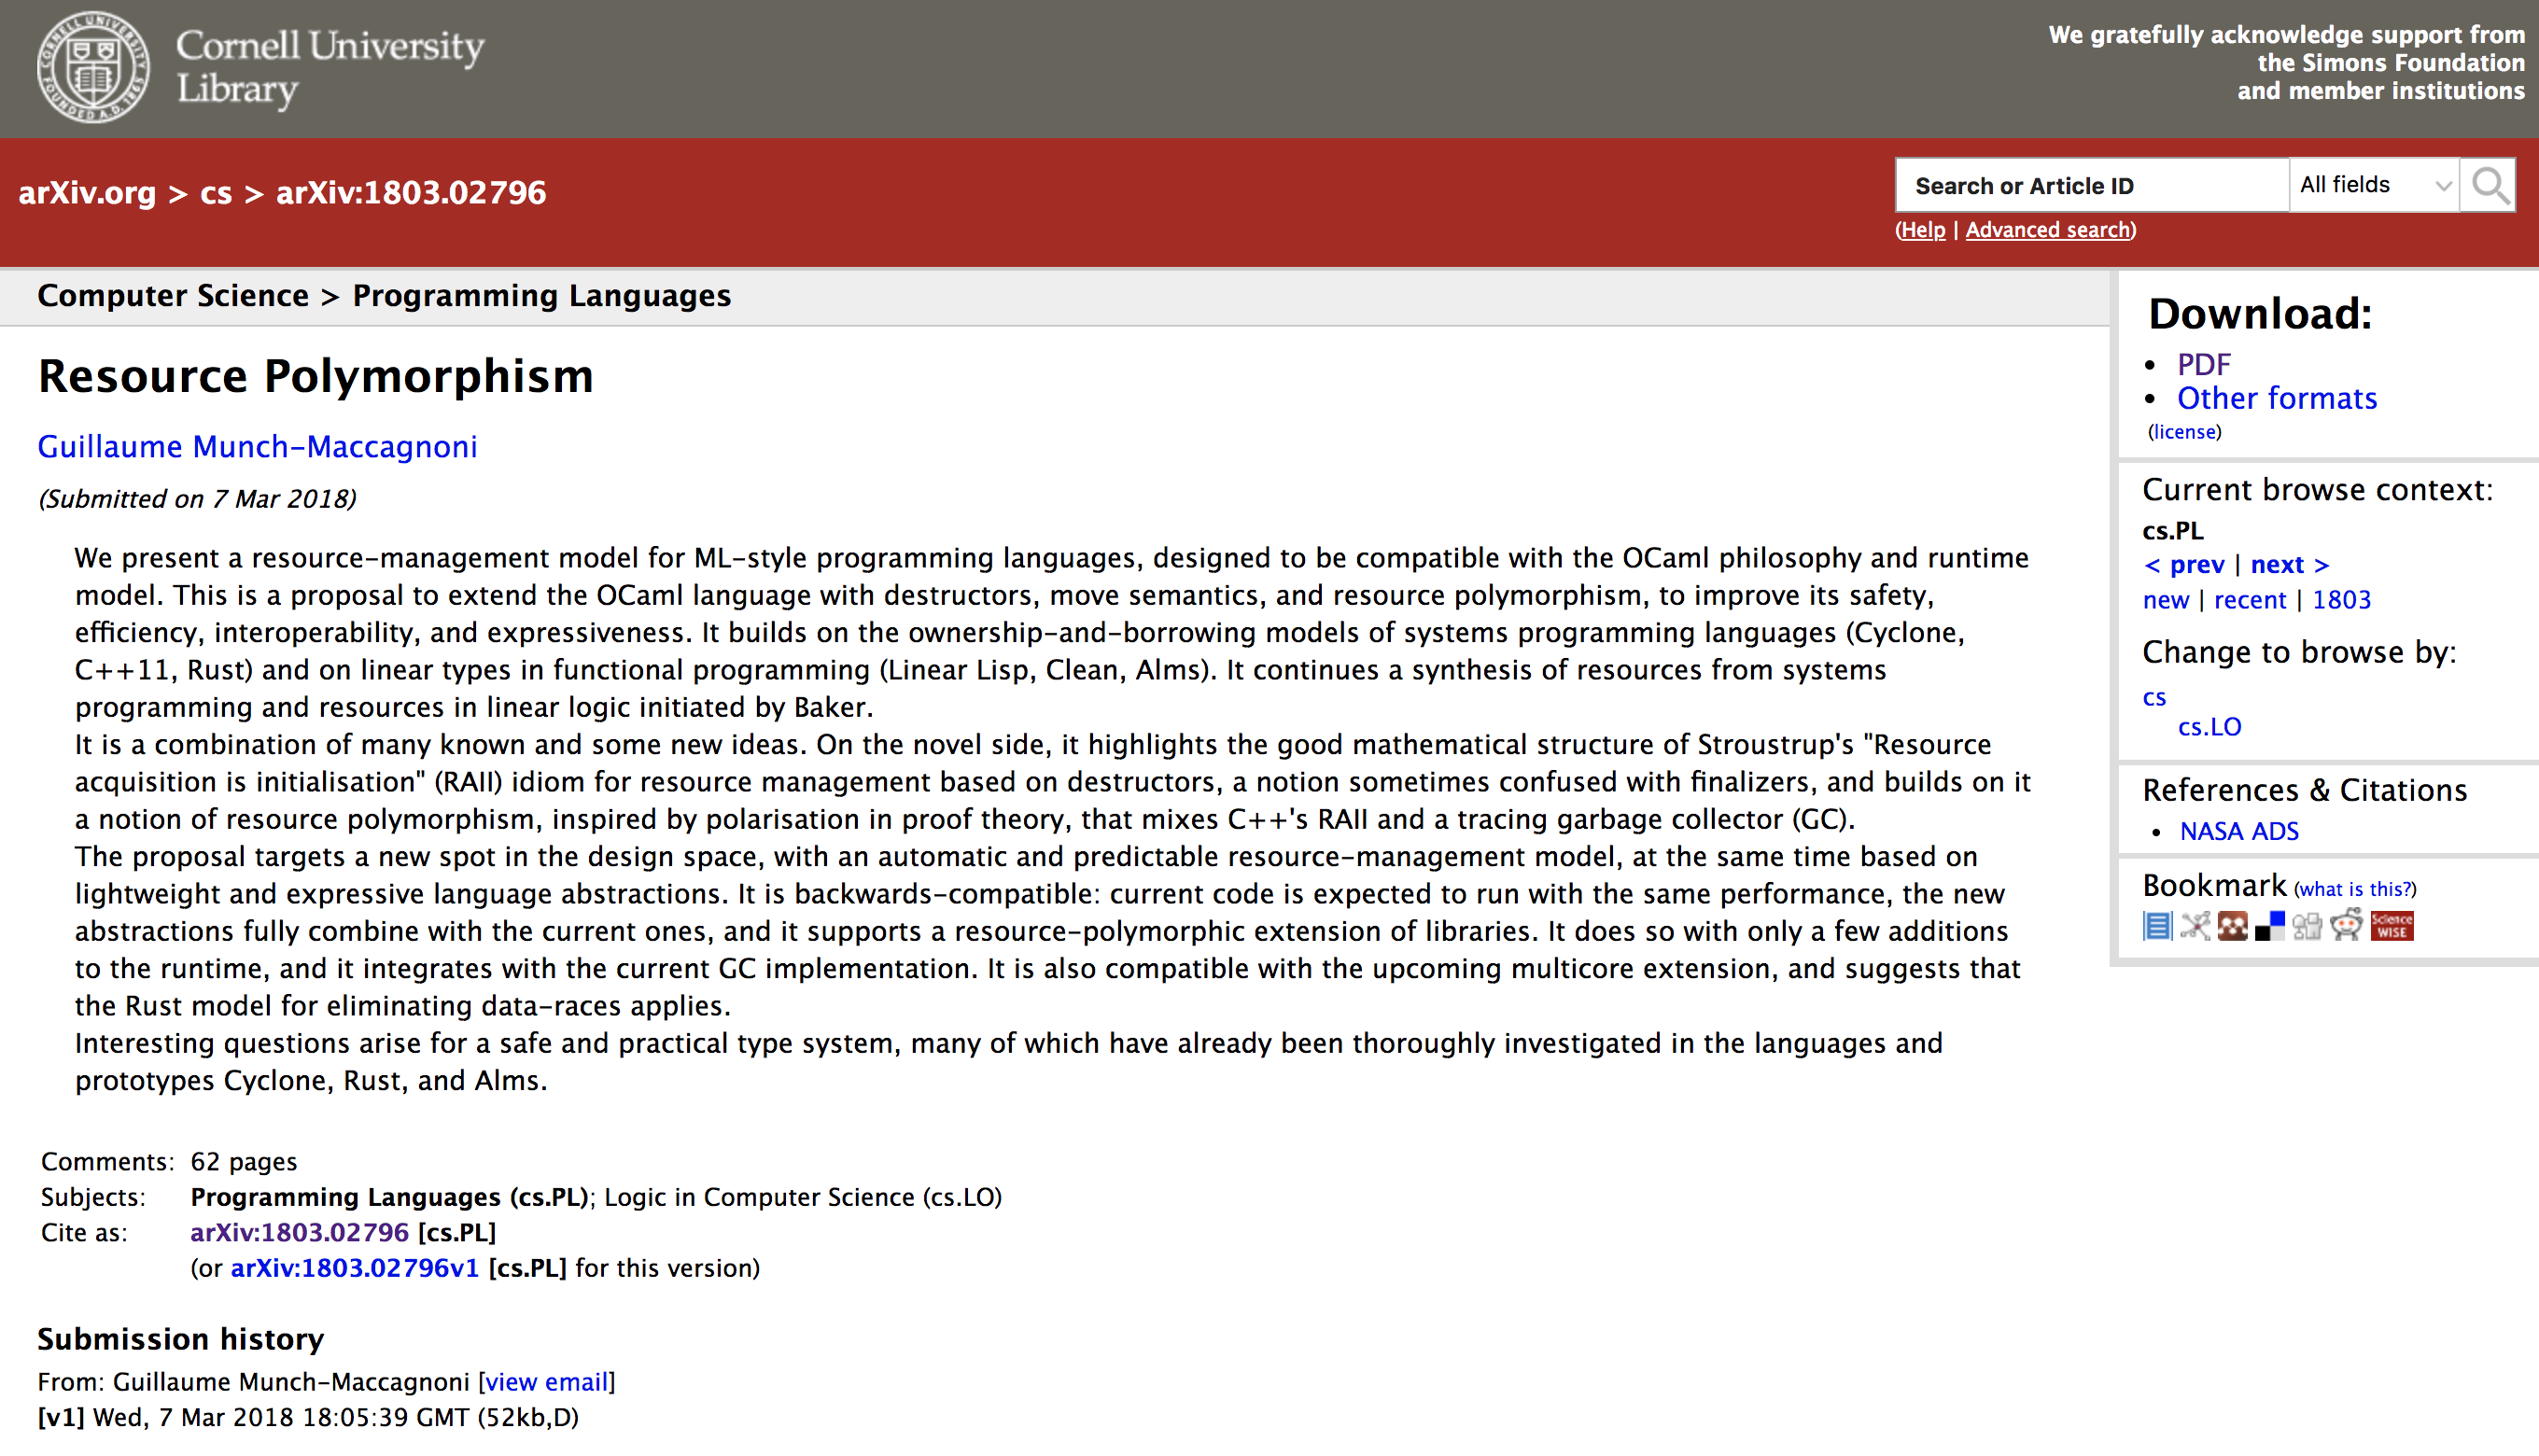 Cornell University
Library
We gratefully acknowledge support from
the Simons Foundation
and member institutions
arXiv.org > cs > arXiv:1803.02796
Search or Article ID
All fields
(Help | Advanced search)
Computer Science > Programming Languages
Resource Polymorphism
Guillaume Munch-Maccagnoni
(Submitted on 7 Mar 2018)
We present a resource-management model for ML-style programming languages, designed to be compatible with the OCaml philosophy and runtime
model. This is a proposal to extend the OCaml language with destructors, move semantics, and resource polymorphism, to improve its safety,
efficiency, interoperability, and expressiveness. It builds on the ownership-and-borrowing models of systems programming languages (Cyclone,
C++11, Rust) and on linear types in functional programming (Linear Lisp, Clean, Alms). It continues a synthesis of resources from systems
programming and resources in linear logic initiated by Baker.
It is a combination of many known and some new ideas. On the novel side, it highlights the good mathematical structure of Stroustrup's "Resource
acquisition is initialisation" (RAII) idiom for resource management based on destructors, a notion sometimes confused with finalizers, and builds on it
a notion of resource polymorphism, inspired by polarisation in proof theory, that mixes C++'s RAII and a tracing garbage collector (GC).
The proposal targets a new spot in the design space, with an automatic and predictable resource-management model, at the same time based on
lightweight and expressive language abstractions. It is backwards-compatible: current code is expected to run with the same performance, the new
abstractions fully combine with the current ones, and it supports a resource-polymorphic extension of libraries. It does so with only a few additions
to the runtime, and it integrates with the current GC implementation. It is also compatible with the upcoming multicore extension, and suggests that
the Rust model for eliminating data-races applies.
Interesting questions arise for a safe and practical type system, many of which have already been thoroughly investigated in the languages and
prototypes Cyclone, Rust, and Alms.
Comments: 62 pages
Subjects: Programming Languages (cs.PL); Logic in Computer Science (cs.LO)
Cite as: arXiv:1803.02796 [cs.PL]
(or arXiv:1803.02796v1 [cs.PL] for this version)
Submission history
From: Guillaume Munch-Maccagnoni [view email]
[v1] Wed, 7 Mar 2018 18:05:39 GMT (52kb,D)
Download:
• PDF
• Other formats
(license)
Current browse context:
cs.PL
< prev | next >
new | recent | 1803
Change to browse by:
cs
cs.LO
References & Citations
• NASA ADS
Bookmark (what is this?)
Science
WISE